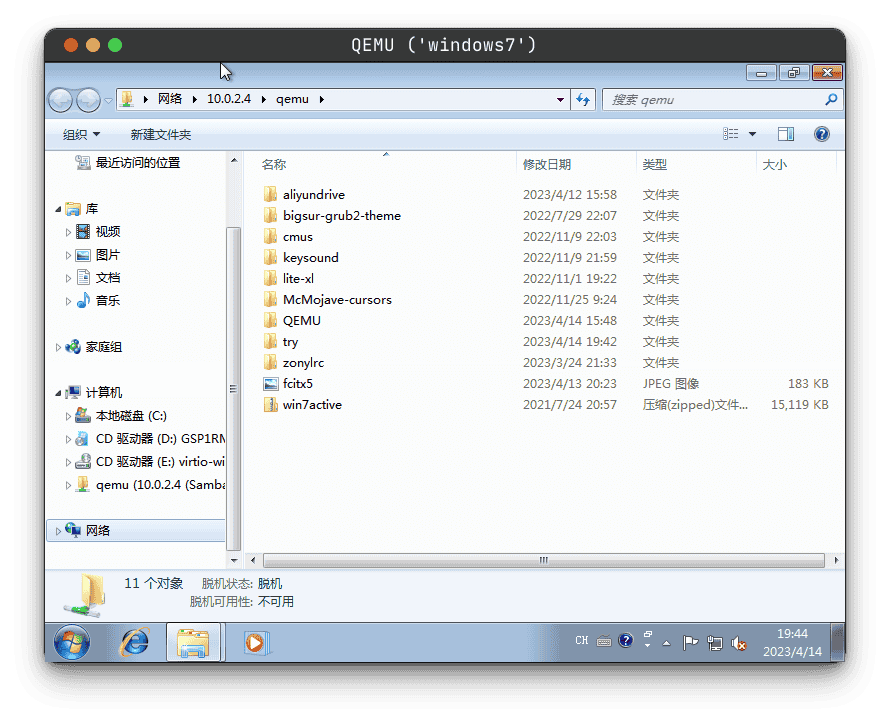 QEMU ('windows7')
网络 10.0.2.4 qemu
搜索 qemu
组织 新建文件夹
最近访问的位置
库
视频
图片
文档
音乐
家庭组
计算机
本地磁盘 (C:)
CD 驱动器 (D:) GSP1RM
CD 驱动器 (E:) virtio-wi
qemu (10.0.2.4 (Samba
网络
名称 修改日期 类型 大小
aliyundrive 2023/4/12 15:58 文件夹
bigsur-grub2-theme 2022/7/29 22:07 文件夹
cmus 2022/11/9 22:03 文件夹
keysound 2022/11/9 21:59 文件夹
lite-xl 2022/11/1 19:22 文件夹
McMojave-cursors 2022/11/25 9:24 文件夹
QEMU 2023/4/14 15:48 文件夹
try 2023/4/14 19:42 文件夹
zonylrc 2023/3/24 21:33 文件夹
fcitx5 2023/4/13 20:23 JPEG 图像 183 KB
win7active 2021/7/24 20:57 压缩(zipped)文件... 15,119 KB
11 个对象 脱机状态: 脱机
脱机可用性: 不可用
CH
19:44
2023/4/14